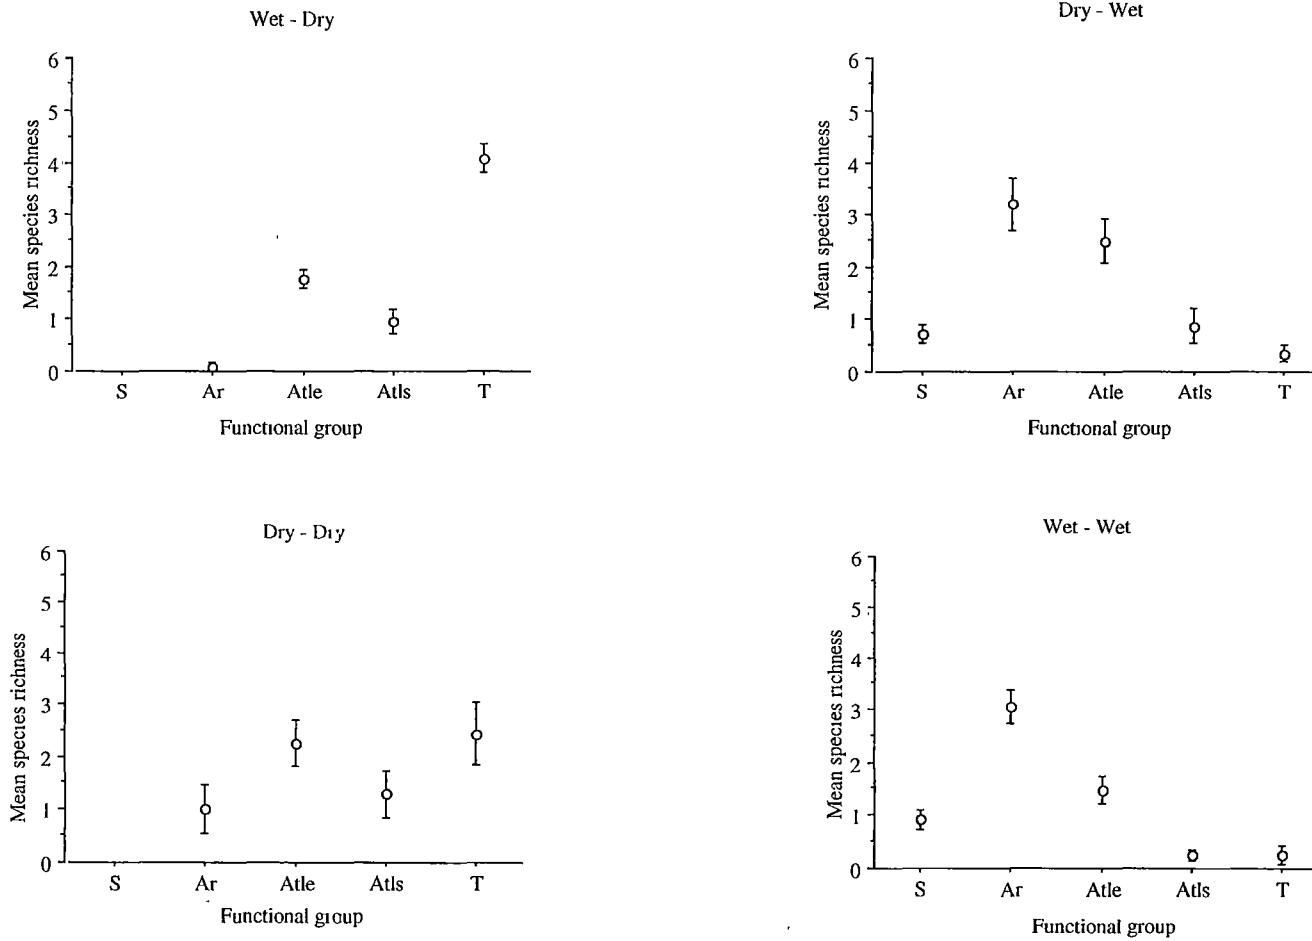 Wet - Dry
6
5
4
3
2
1
0
Mean species richness
S Ar Atle Atls T
Functional group
Dry - Wet
6
5
4
3
2
1
0
Mean species richness
S Ar Atle Atls T
Functional group
Dry - Dry
6
5
4
3
2
1
0
Mean species richness
S Ar Atle Atls T
Functional group
Wet - Wet
6
5
4
3
2
1
0
Mean species richness
S Ar Atle Atls T
Functional group